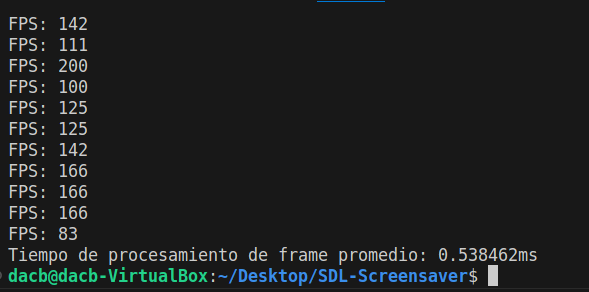 FPS: 142
FPS: 111
FPS: 200
FPS: 100
FPS: 125
FPS: 125
FPS: 142
FPS: 166
FPS: 166
FPS: 166
FPS: 83
Tiempo de procesamiento de frame promedio: 0.538462ms
dacb@dacb-VirtualBox:~/Desktop/SDL-Screensaver$